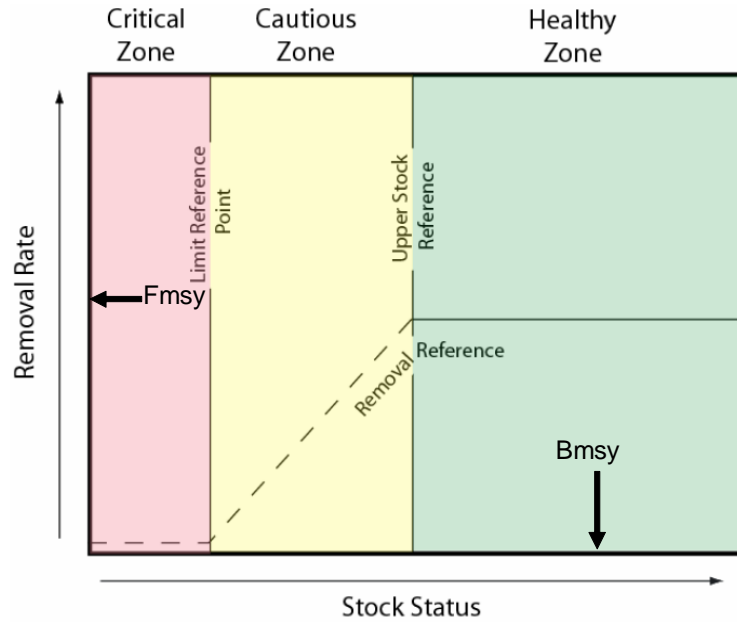 Critical
Zone
Cautious
Zone
Healthy
Zone
Removal Rate
Limit Reference
Point
Upper Stock
Reference
Fmsy
Removal Reference
Bmsy
Stock Status